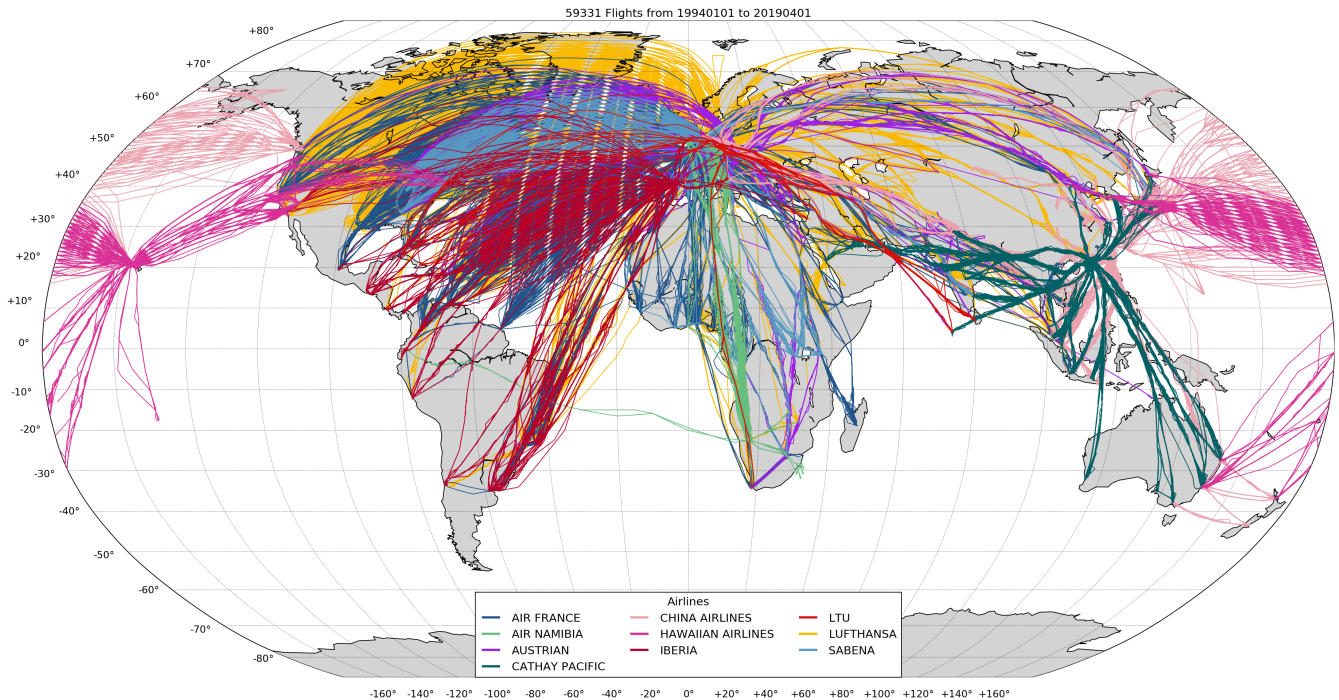 59331 Flights from 19940101 to 20190401
+80°
+70°
+60°
+50°
+40°
+30°
+20°
+10°
0°
-10°
-20°
-30°
-40°
-50°
-60°
-70°
-80°
Airlines
AIR FRANCE CHINA AIRLINES LTU
AIR NAMIBIA HAWAIIAN AIRLINES LUFTHANSA
AUSTRIAN IBERIA SABENA
CATHAY PACIFIC
-160° -140° -120° -100° -80° -60° -40° -20° 0° +20° +40° +60° +80° +100° +120° +140° +160°